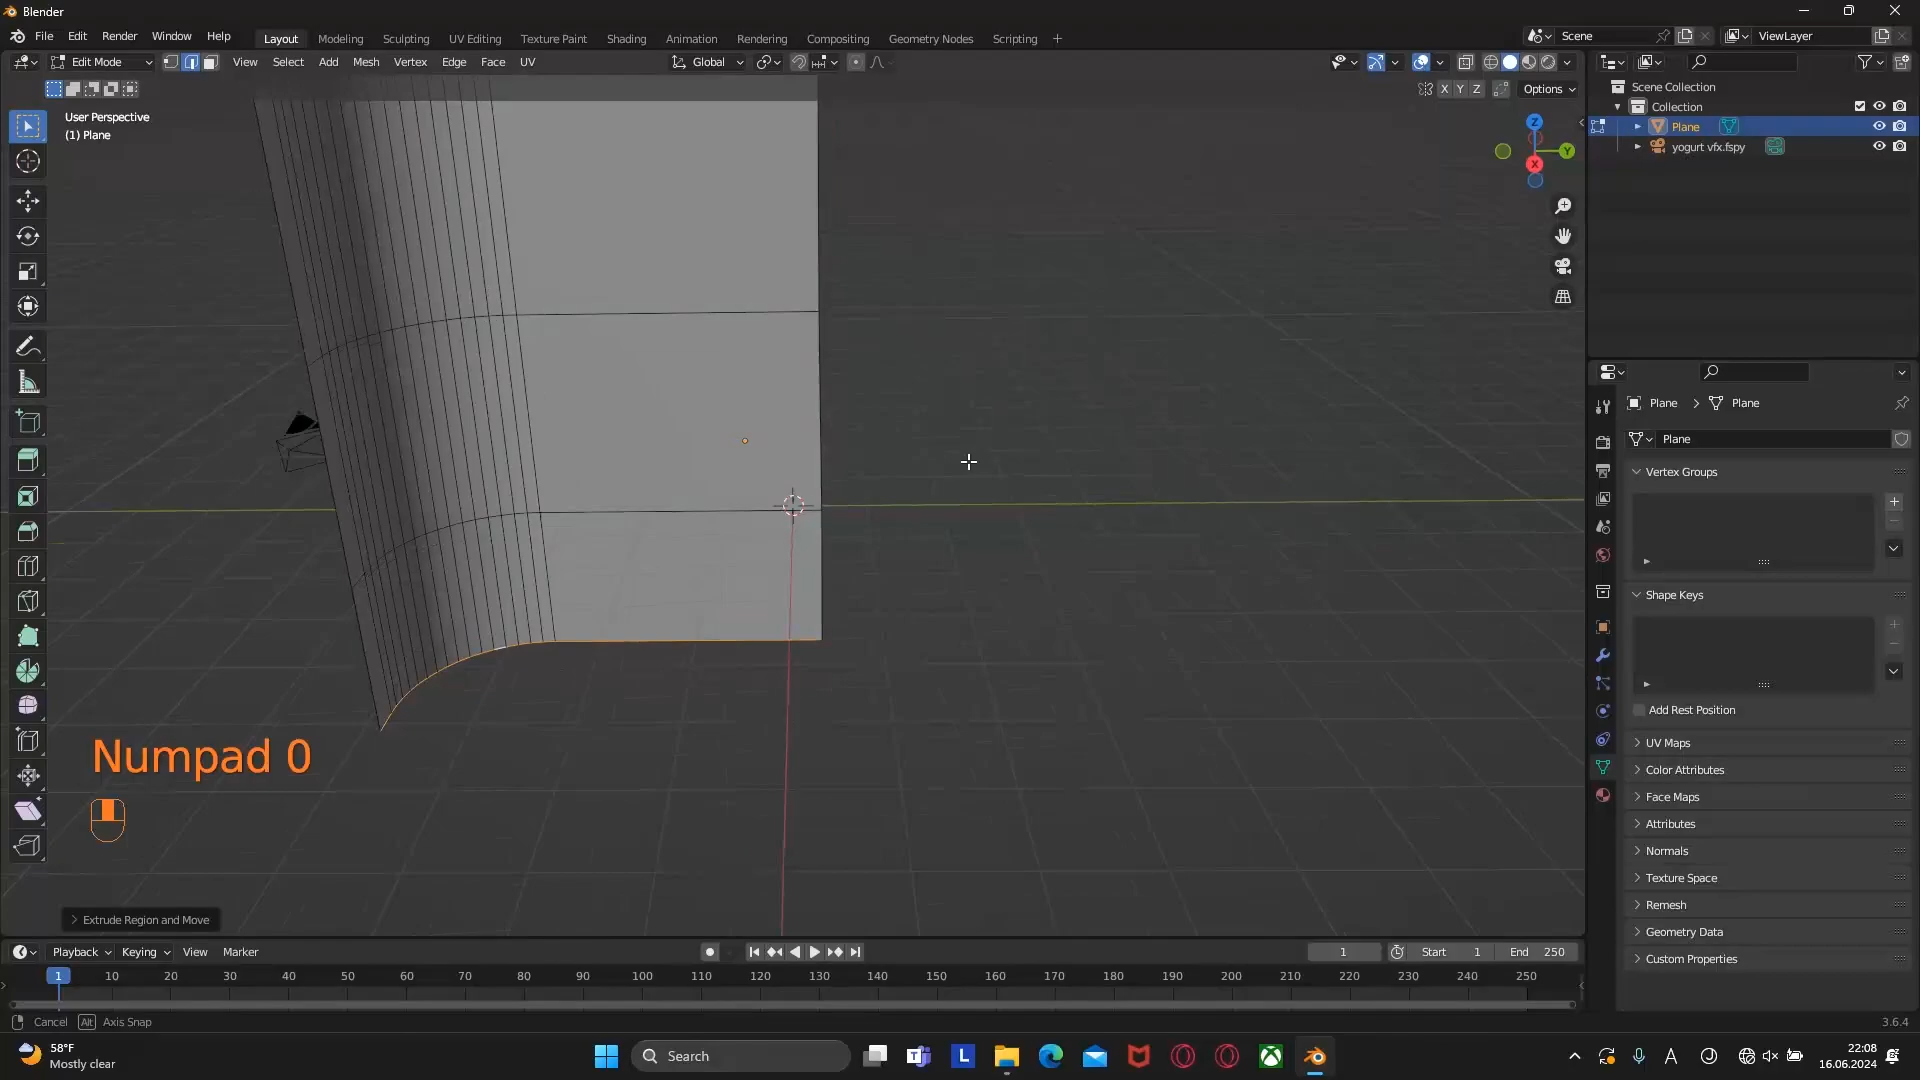 Blender
File Edit Render Window Help
Layout Modeling Sculpting UV Editing Texture Paint Shading Animation Rendering Compositing Geometry Nodes Scripting +
Scene
ViewLayer
Edit Mode
View Select Add Mesh Vertex Edge Face UV
Global
X Y Z
Options
User Perspective
(1) Plane
Z
Y
X
Scene Collection
Collection
Plane
yogurt vfx.fspy
Plane > Plane
Plane
Vertex Groups
Shape Keys
Add Rest Position
UV Maps
Color Attributes
Face Maps
Attributes
Normals
Texture Space
Remesh
Geometry Data
Custom Properties
Numpad 0
Extrude Region and Move
Playback Keying View Marker
1
Start 1
End 250
1 10 20 30 40 50 60 70 80 90 100 110 120 130 140 150 160 170 180 190 200 210 220 230 240 250
Cancel Alt Axis Snap
3.6.4
58°F
Mostly clear
Search
L
A
22:08
16.06.2024